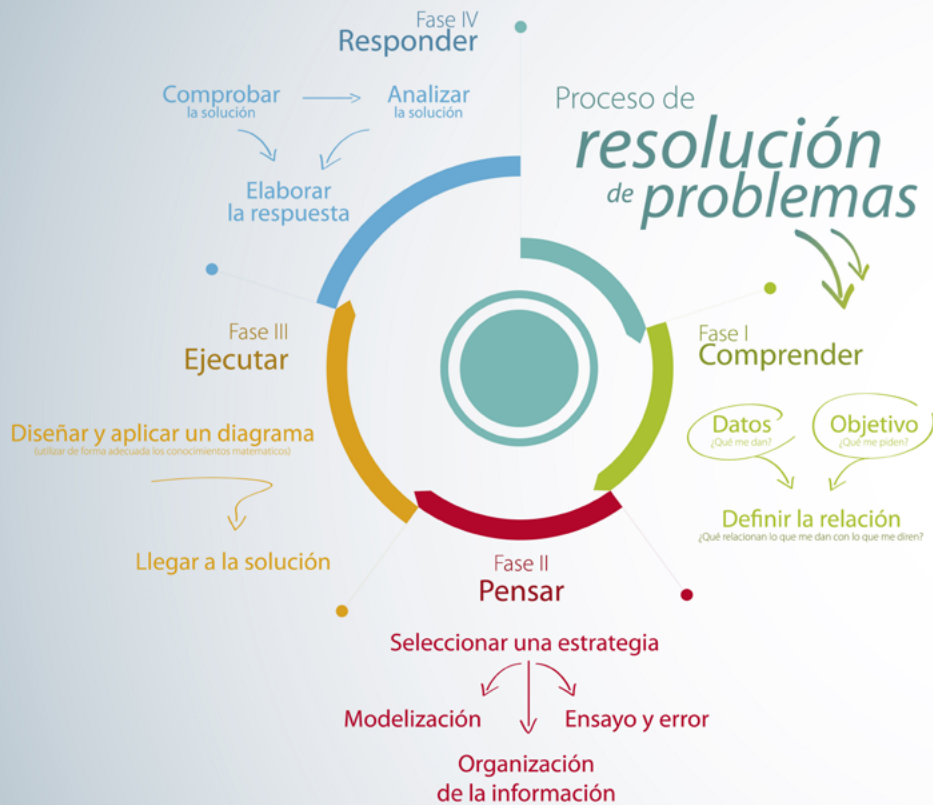 Proceso de
resolución
de problemas
Fase I
Comprender
Datos
¿Qué me dan?
Objetivo
¿Qué me piden?
Definir la relación
¿Qué relacionan lo que me dan con lo que me diren?
Fase II
Pensar
Seleccionar una estrategia
Modelización
Ensayo y error
Organización
de la información
Fase III
Ejecutar
Diseñar y aplicar un diagrama
(utilizar de forma adecuada los conocimientos matematicos)
Llegar a la solución
Fase IV
Responder
Comprobar
la solución
Analizar
la solución
Elaborar
la respuesta